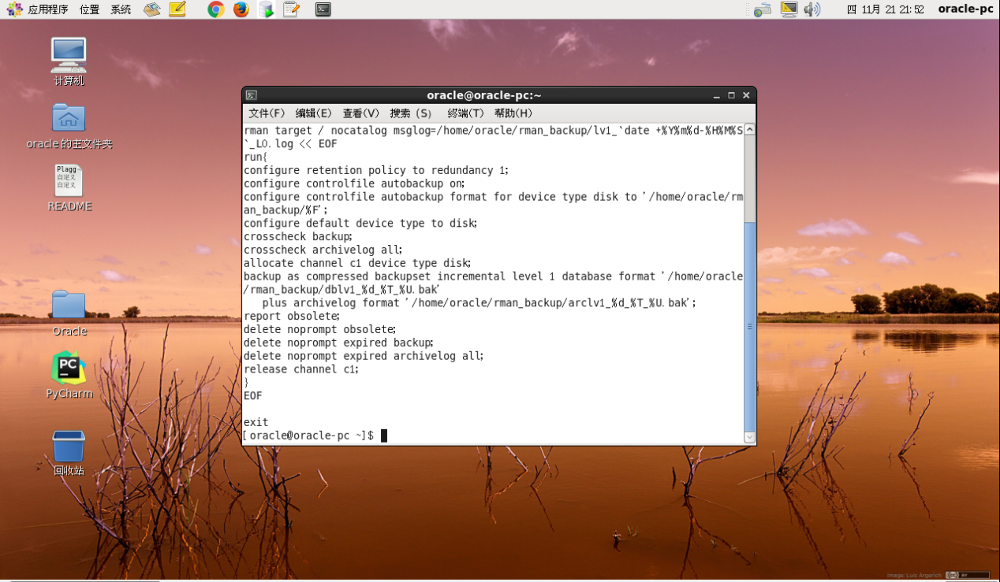 应用程序 位置 系统 四 11月 21 21:52 oracle-pc
计算机
oracle 的主文件夹
Plagg
自定义
自定义
README
Oracle
PC
PyCharm
回收站
oracle@oracle-pc:~
文件(F) 编辑(E) 查看(V) 搜索 (S) 终端(T) 帮助(H)
rman target / nocatalog msglog=/home/oracle/rman_backup/lv1_`date +%Y%m%d-%H%M%S
`_L0.log << EOF
run{
configure retention policy to redundancy 1;
configure controlfile autobackup on;
configure controlfile autobackup format for device type disk to '/home/oracle/rm
an_backup/%F';
configure default device type to disk;
crosscheck backup;
crosscheck archivelog all;
allocate channel c1 device type disk;
backup as compressed backupset incremental level 1 database format '/home/oracle
/rman_backup/dblv1_%d_%T_%U.bak'
plus archivelog format '/home/oracle/rman_backup/arclv1_%d_%T_%U.bak';
report obsolete;
delete noprompt obsolete;
delete noprompt expired backup;
delete noprompt expired archivelog all;
release channel c1;
}
EOF
exit
[oracle@oracle-pc ~]$
Image: Luis Argerich